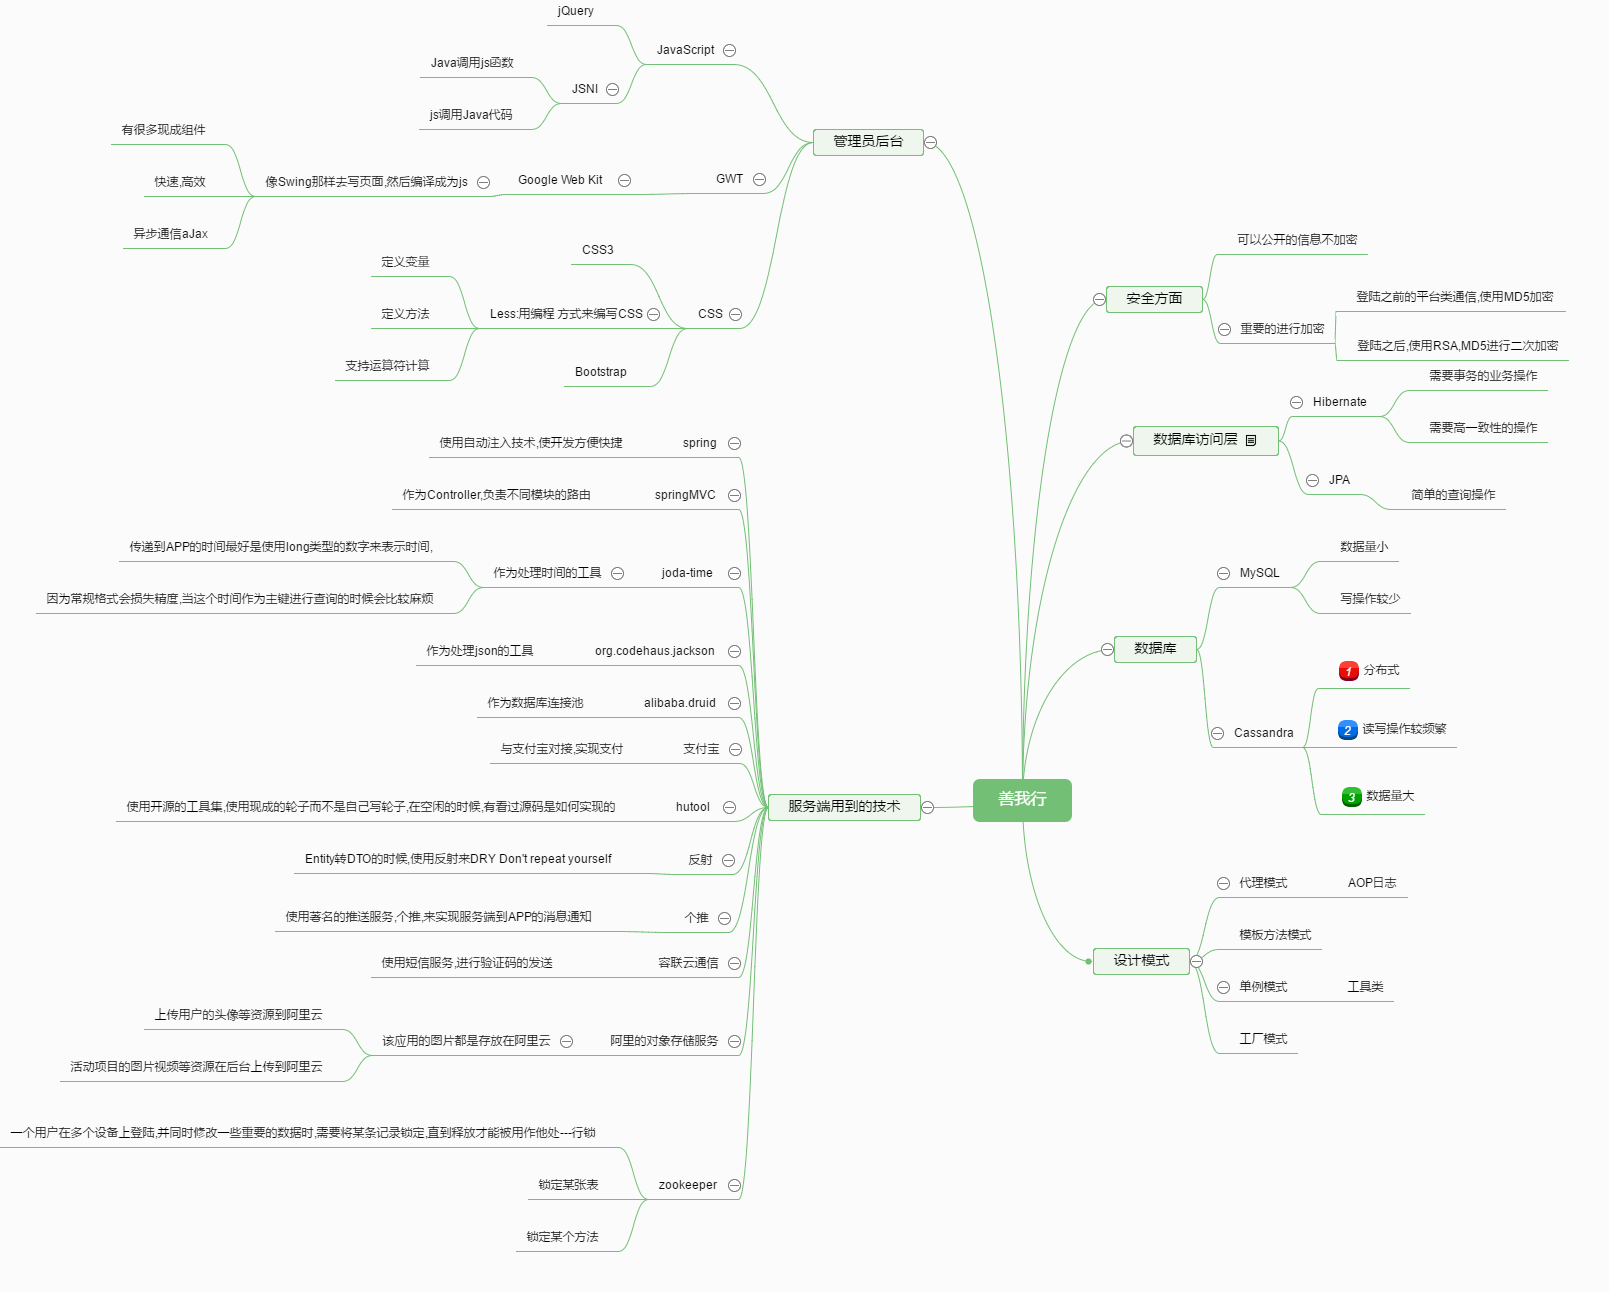 善我行
管理员后台
JavaScript
jQuery
JSNI
Java调用js函数
js调用Java代码
GWT
Google Web Kit
像Swing那样去写页面,然后编译成为js
有很多现成组件
快速,高效
异步通信aJax
CSS
CSS3
Less:用编程 方式来编写CSS
定义变量
定义方法
支持运算符计算
Bootstrap
服务端用到的技术
spring
使用自动注入技术,使开发方便快捷
springMVC
作为Controller,负责不同模块的路由
joda-time
作为处理时间的工具
传递到APP的时间最好是使用long类型的数字来表示时间,
因为常规格式会损失精度,当这个时间作为主键进行查询的时候会比较麻烦
org.codehaus.jackson
作为处理json的工具
alibaba.druid
作为数据库连接池
支付宝
与支付宝对接,实现支付
hutool
使用开源的工具集,使用现成的轮子而不是自己写轮子,在空闲的时候,有看过源码是如何实现的
反射
Entity转DTO的时候,使用反射来DRY Don't repeat yourself
个推
使用著名的推送服务,个推,来实现服务端到APP的消息通知
容联云通信
使用短信服务,进行验证码的发送
阿里的对象存储服务
该应用的图片都是存放在阿里云
上传用户的头像等资源到阿里云
活动项目的图片视频等资源在后台上传到阿里云
zookeeper
一个用户在多个设备上登陆,并同时修改一些重要的数据时,需要将某条记录锁定,直到释放才能被用作他处---行锁
锁定某张表
锁定某个方法
安全方面
可以公开的信息不加密
重要的进行加密
登陆之前的平台类通信,使用MD5加密
登陆之后,使用RSA,MD5进行二次加密
数据库访问层
Hibernate
需要事务的业务操作
需要高一致性的操作
JPA
简单的查询操作
数据库
MySQL
数据量小
写操作较少
Cassandra
1 分布式
2 读写操作较频繁
3 数据量大
设计模式
代理模式
AOP日志
模板方法模式
单例模式
工具类
工厂模式